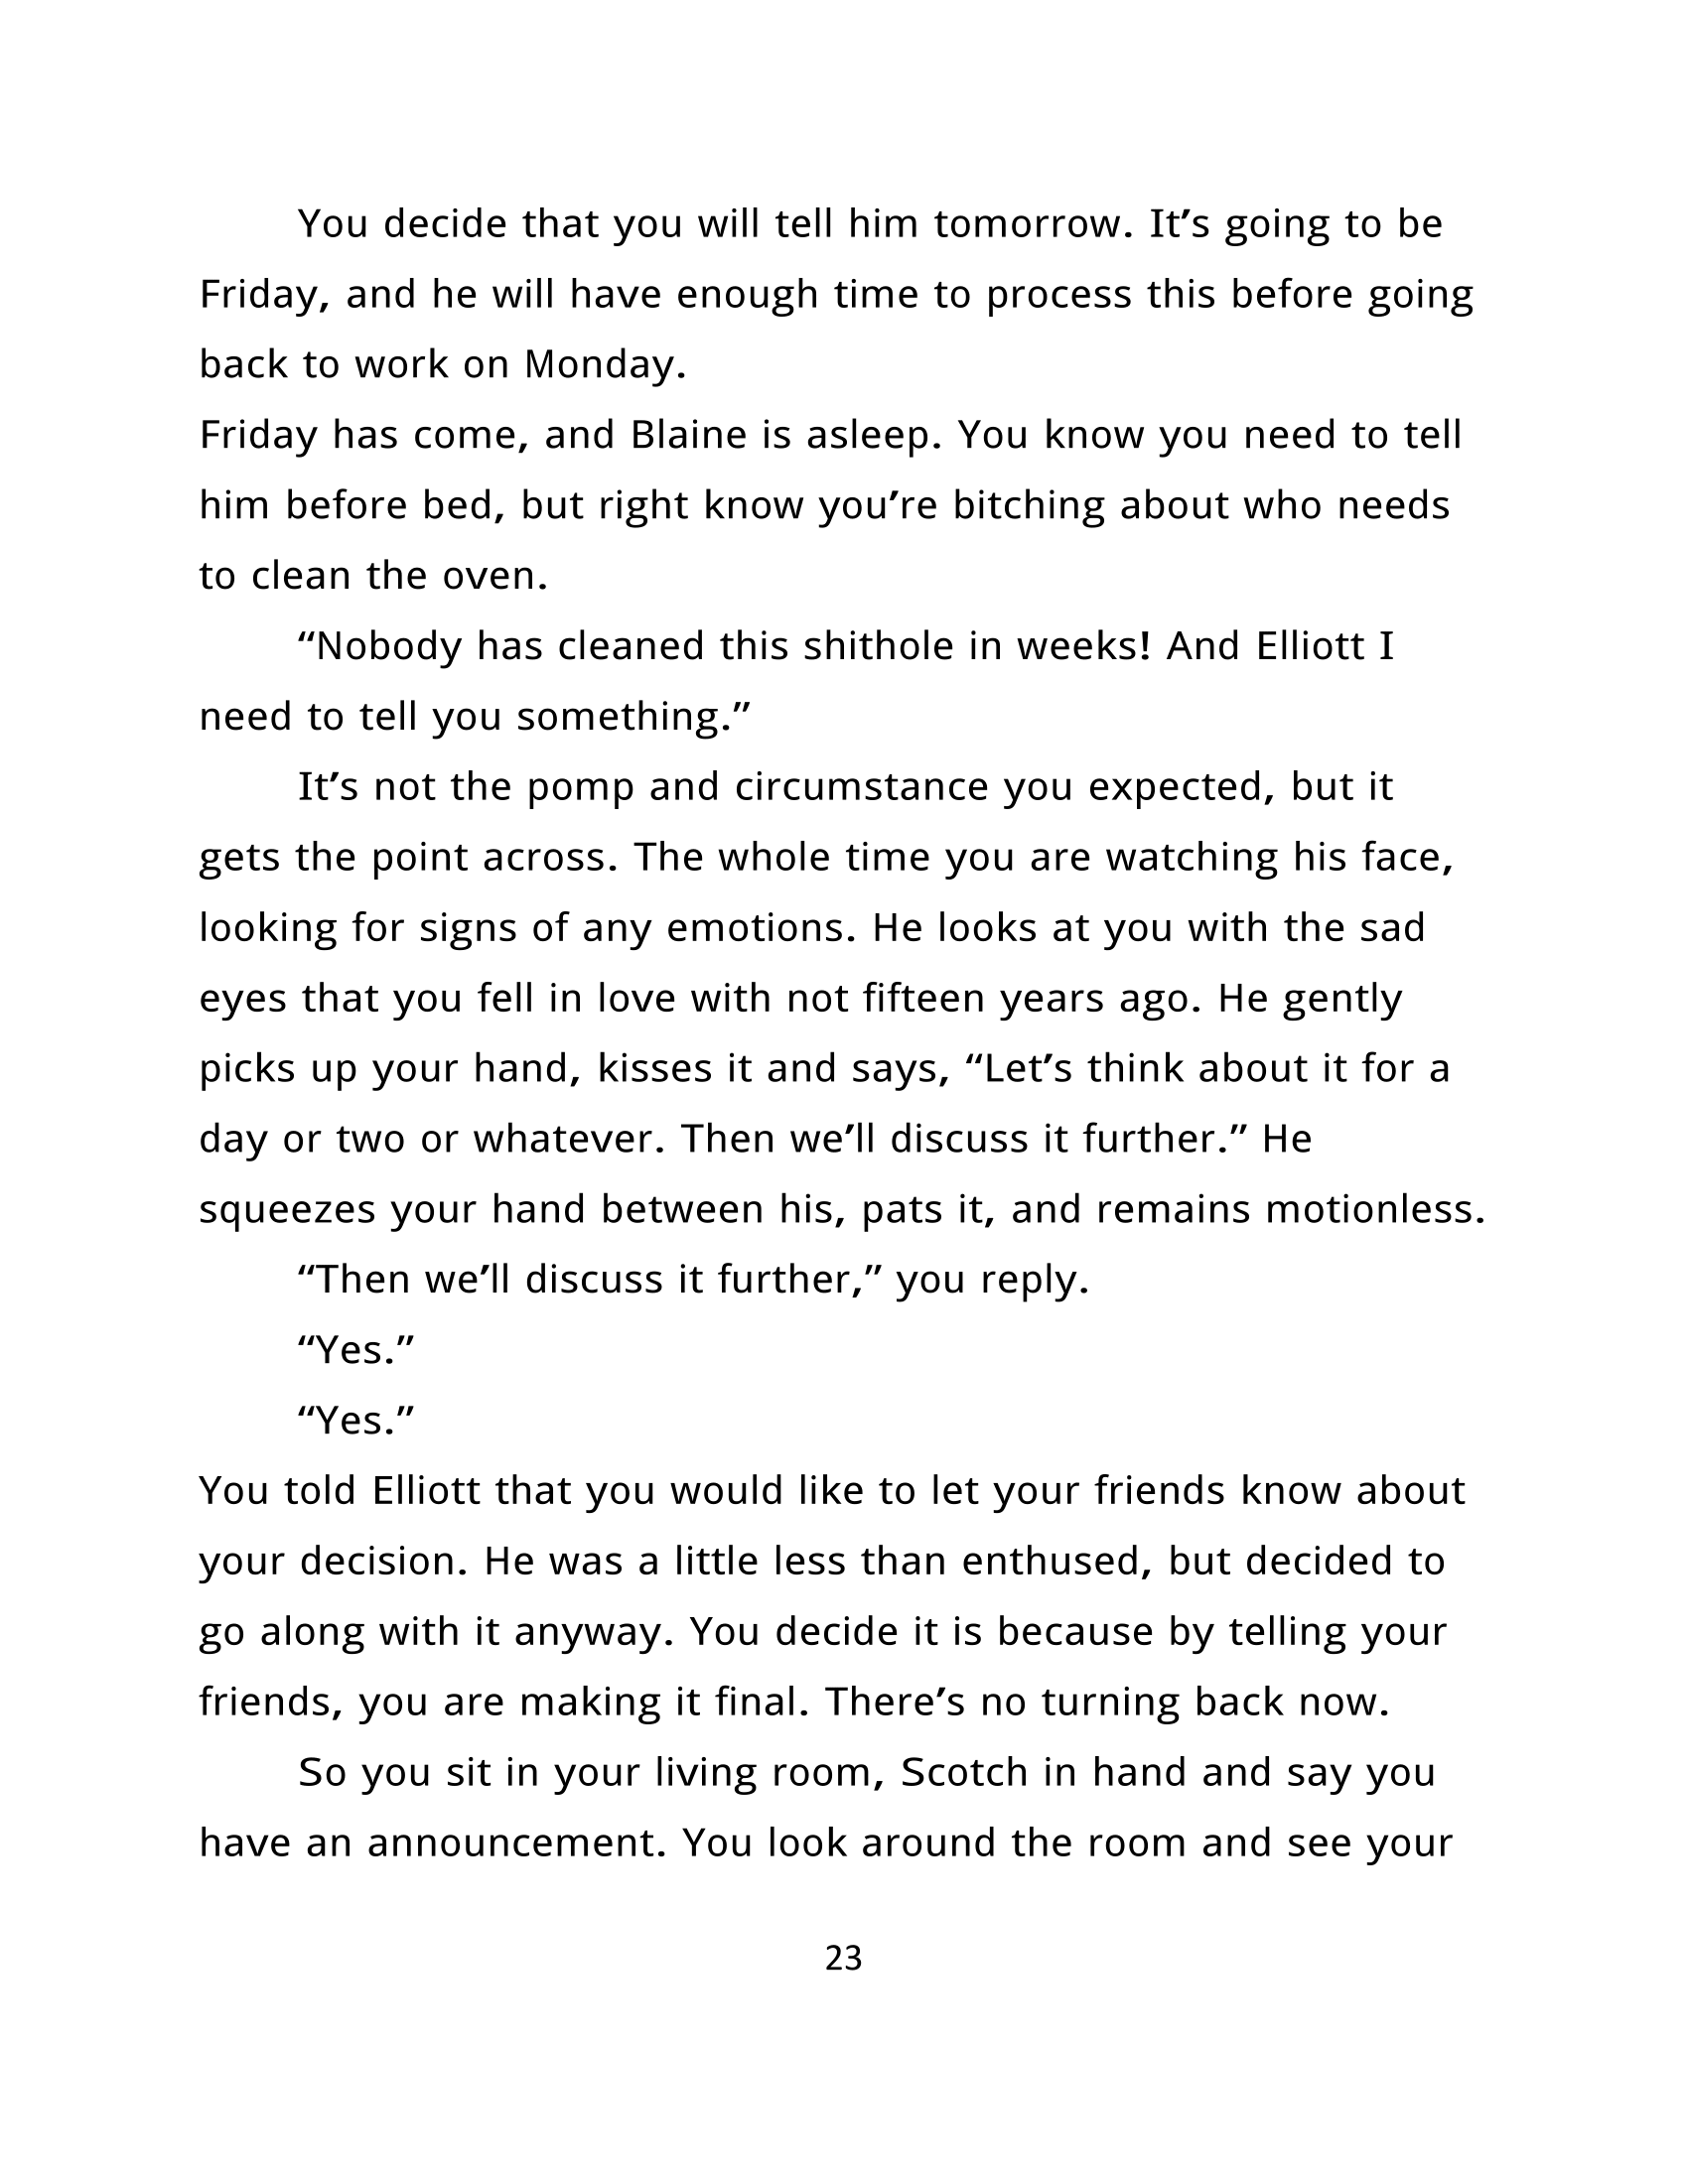 You decide that you will tell him tomorrow. It’s going to be
Friday, and he will have enough time to process this before going
back to work on Monday.
Friday has come, and Blaine is asleep. You know you need to tell
him before bed, but right know you’re bitching about who needs
to clean the oven.
“Nobody has cleaned this shithole in weeks! And Elliott I
need to tell you something.”
It’s not the pomp and circumstance you expected, but it
gets the point across. The whole time you are watching his face,
looking for signs of any emotions. He looks at you with the sad
eyes that you fell in love with not fifteen years ago. He gently
picks up your hand, kisses it and says, “Let’s think about it for a
day or two or whatever. Then we’ll discuss it further.” He
squeezes your hand between his, pats it, and remains motionless.
“Then we’ll discuss it further,” you reply.
“Yes.”
“Yes.”
You told Elliott that you would like to let your friends know about
your decision. He was a little less than enthused, but decided to
go along with it anyway. You decide it is because by telling your
friends, you are making it final. There’s no turning back now.
So you sit in your living room, Scotch in hand and say you
have an announcement. You look around the room and see your
23